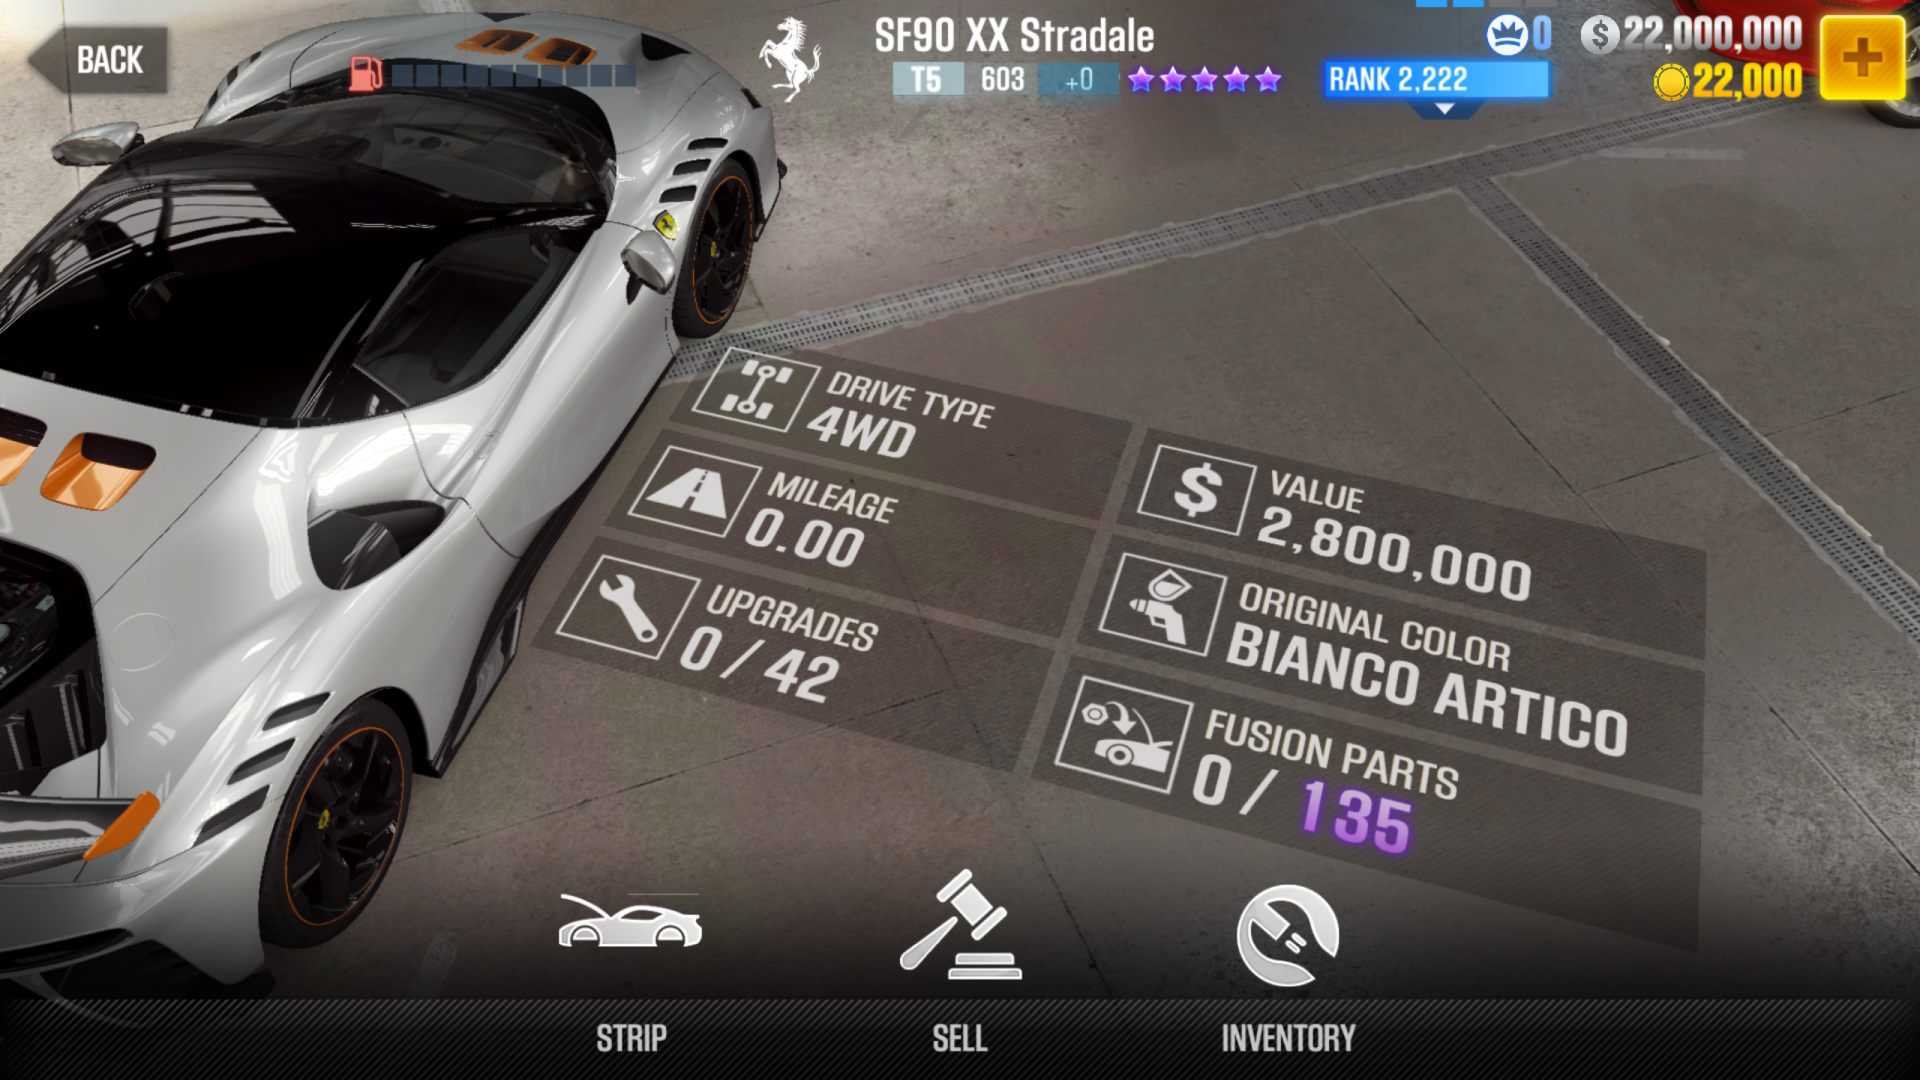 BACK
SF90 XX Stradale
T5 603 +0
RANK 2,222
0
$ 22,000,000
22,000
+
DRIVE TYPE
4WD
MILEAGE
0.00
UPGRADES
0 / 42
$
VALUE
2,800,000
ORIGINAL COLOR
BIANCO ARTICO
FUSION PARTS
0 / 135
STRIP
SELL
INVENTORY